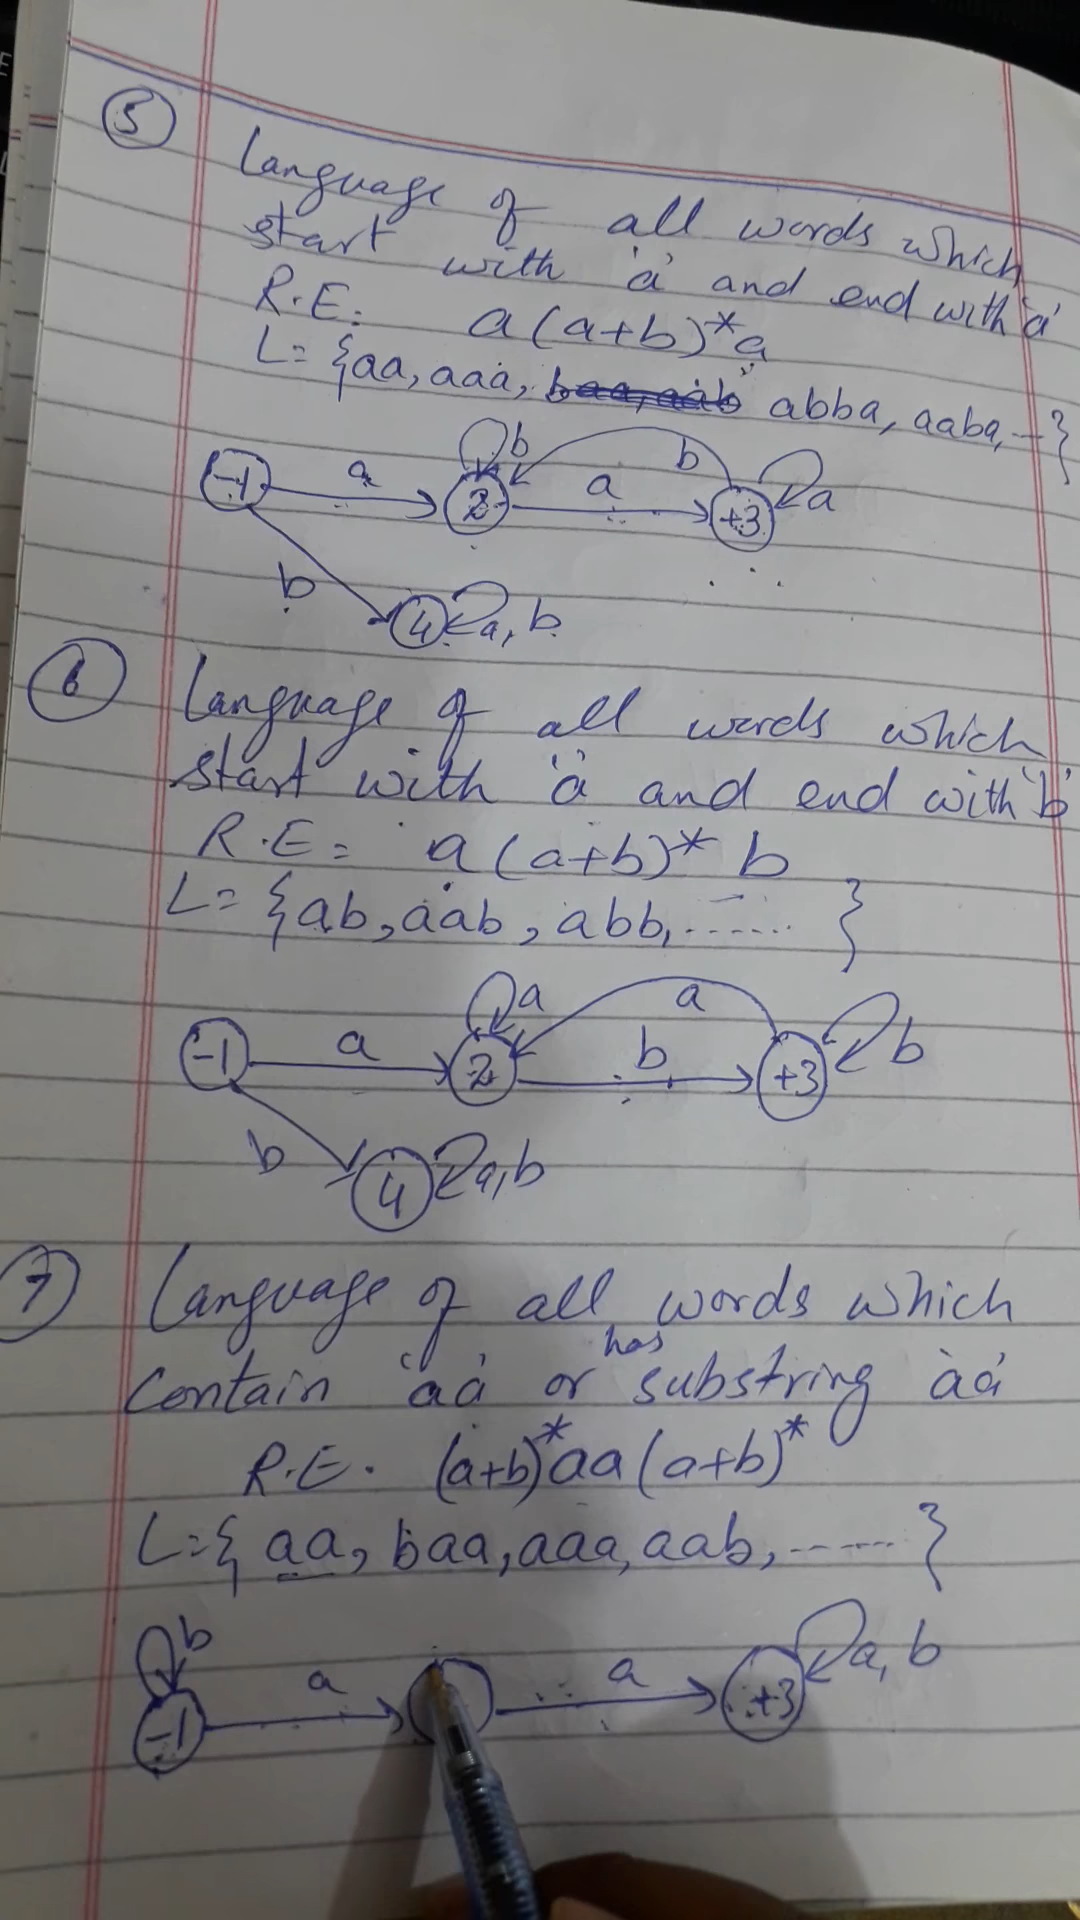 5
Language of all words which
start with 'a' and end with 'a'
R.E: a(a+b)*a
L= {aa, aaa, baa, aab abba, aaba, --}
b b
-1 a 2 a +3 a
b
4 a, b
6
Language of all words which
start with 'a' and end with 'b'
R.E = a(a+b)* b
L= {ab, aab, abb, ...... }
a a
-1 a 2 b +3 b
b
4 a,b
7
Language of all words which
has
contain 'aa' or substring 'aa'
R.E. (a+b)*aa(a+b)*
L={ aa, baa, aaa, aab, ------ }
b
-1 a a +3 a, b